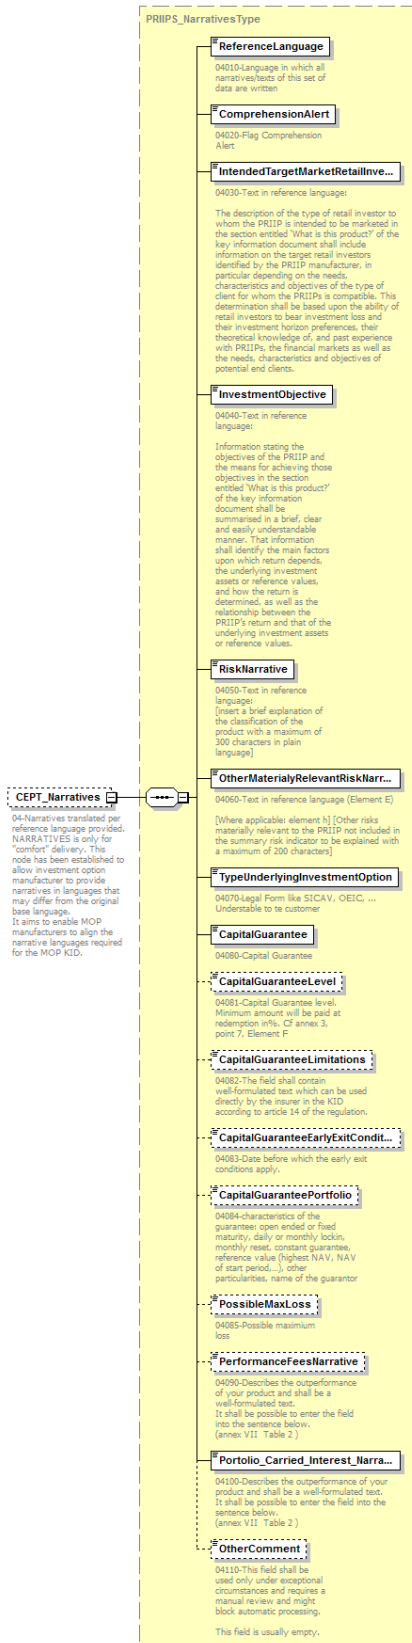 PRIIPS_NarrativesType
ReferenceLanguage
04010-Language in which all
narratives/texts of this set of
data are written
ComprehensionAlert
04020-Flag Comprehension
Alert
IntendedTargetMarketRetailInve...
04030-Text in reference language:
The description of the type of retail investor to
whom the PRIIP is intended to be marketed in
the section entitled 'What is this product?' of the
key information document shall include
information on the target retail investors
identified by the PRIIP manufacturer, in
particular depending on the needs,
characteristics and objectives of the type of
client for whom the PRIIPs is compatible. This
determination shall be based upon the ability of
retail investors to bear investment loss and
their investment horizon preferences, their
theoretical knowledge of, and past experience
with PRIIPs, the financial markets as well as
the needs, characteristics and objectives of
potential end clients.
InvestmentObjective
04040-Text in reference
language:
Information stating the
objectives of the PRIIP and
the means for achieving those
objectives in the section
entitled 'What is this product?'
of the key information
document shall be
summarised in a brief, clear
and easily understandable
manner. That information
shall identify the main factors
upon which return depends,
the underlying investment
assets or reference values,
and how the return is
determined, as well as the
relationship between the
PRIIP's return and that of the
underlying investment assets
or reference values.
RiskNarrative
04050-Text in reference
language:
[insert a brief explanation of
the classification of the
product with a maximum of
300 characters in plain
language]
OtherMaterialyRelevantRiskNarr...
04060-Text in reference language (Element E)
[Where applicable: element h] [Other risks
materially relevant to the PRIIP not included in
the summary risk indicator to be explained with
a maximum of 200 characters]
CEPT_Narratives
04-Narratives translated per
reference language provided.
NARRATIVES is only for
"comfort" delivery. This
node has been established to
allow investment option
manufacturer to provide
narratives in languages that
may differ from the original
base language.
It aims to enable MOP
manufacturers to align the
narrative languages required
for the MOP KID.
TypeUnderlyingInvestmentOption
04070-Legal Form like SICAV, OEIC, ...
Understable to te customer
CapitalGuarantee
04080-Capital Guarantee
CapitalGuaranteeLevel
04081-Capital Guarantee level.
Minimum amount will be paid at
redemption in%. Cf annex 3,
point 7, Element F
CapitalGuaranteeLimitations
04082-The field shall contain
well-formulated text which can be used
directly by the insurer in the KID
according to article 14 of the regulation.
CapitalGuaranteeEarlyExitCondit...
04083-Date before which the early exit
conditions apply.
CapitalGuaranteePortfolio
04084-characteristics of the
guarantee: open ended or fixed
maturity, daily or monthly lockin,
monthly reset, constant guarantee,
reference value (highest NAV, NAV
of start period,...), other
particularities, name of the guarantor
PossibleMaxLoss
04085-Possible maximium
loss
PerformanceFeesNarrative
04090-Describes the outperformance
of your product and shall be a
well-formulated text.
It shall be possible to enter the field
into the sentence below.
(annex VII Table 2 )
Portolio_Carried_Interest_Narra...
04100-Describes the outperformance of your
product and shall be a well-formulated text.
It shall be possible to enter the field into the
sentence below.
(annex VII Table 2 )
OtherComment
04110-This field shall be
used only under exceptional
circumstances and requires a
manual review and might
block automatic processing.
This field is usually empty.